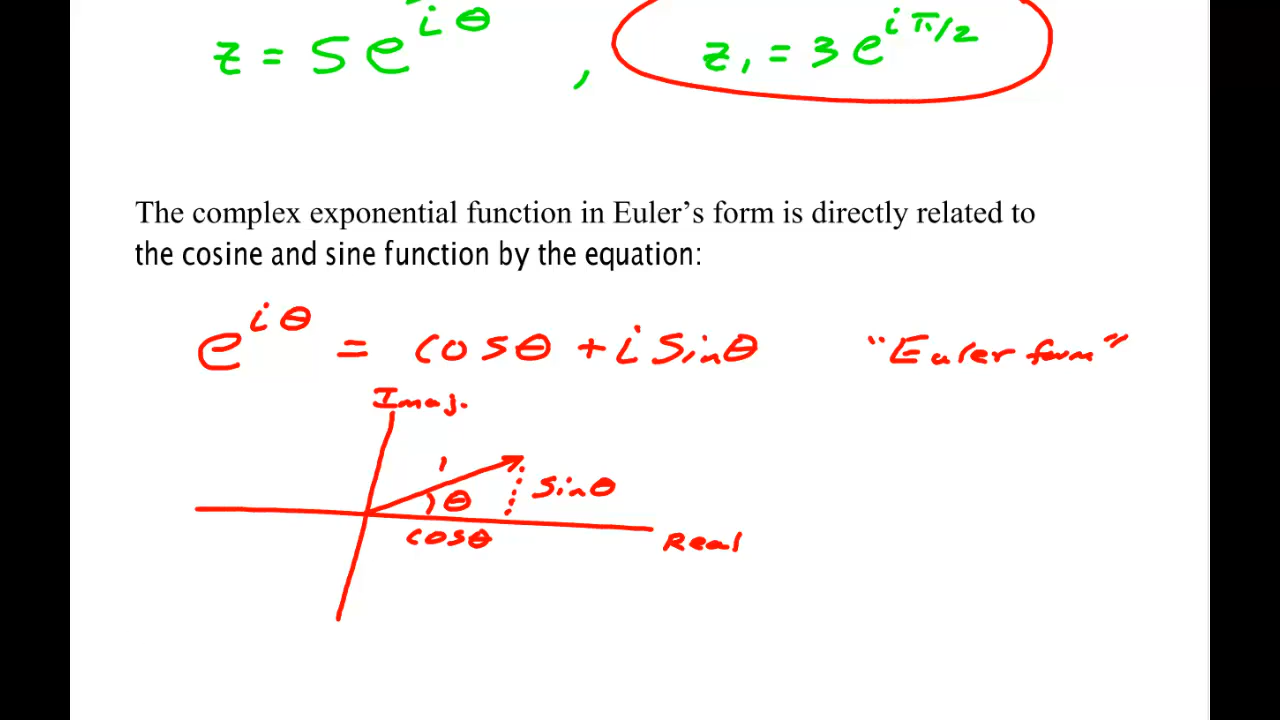 z = 5e^{iθ} , z₁ = 3e^{iπ/2}
The complex exponential function in Euler's form is directly related to
the cosine and sine function by the equation:
e^{iθ} = cosθ + i sinθ "Euler form"
Imag.
1
θ
sinθ
cosθ
Real